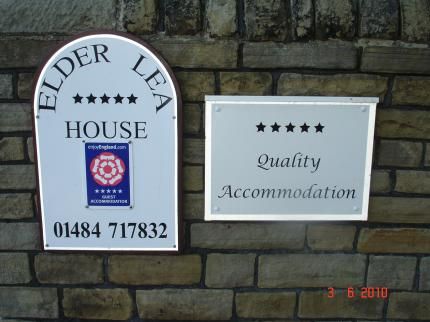 ELDER LEA
★★★★★
HOUSE
enjoyEngland.com
★★★★★
GUEST
ACCOMMODATION
01484 717832
★★★★★
Quality
Accommodation
3 6 2010